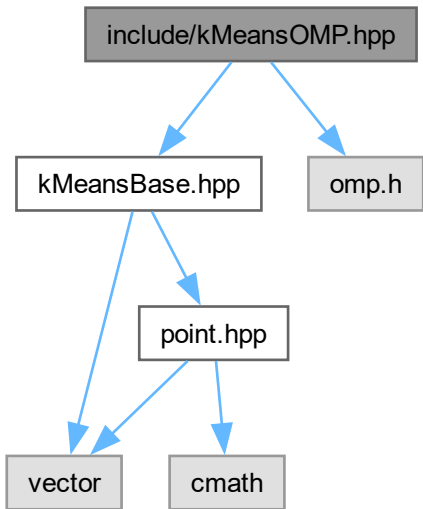 include/kMeansOMP.hpp
kMeansBase.hpp
omp.h
point.hpp
vector
cmath